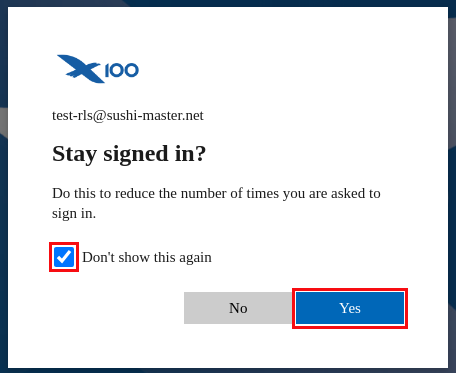 100
test-rls@sushi-master.net
Stay signed in?
Do this to reduce the number of times you are asked to
sign in.
Don't show this again
No
Yes